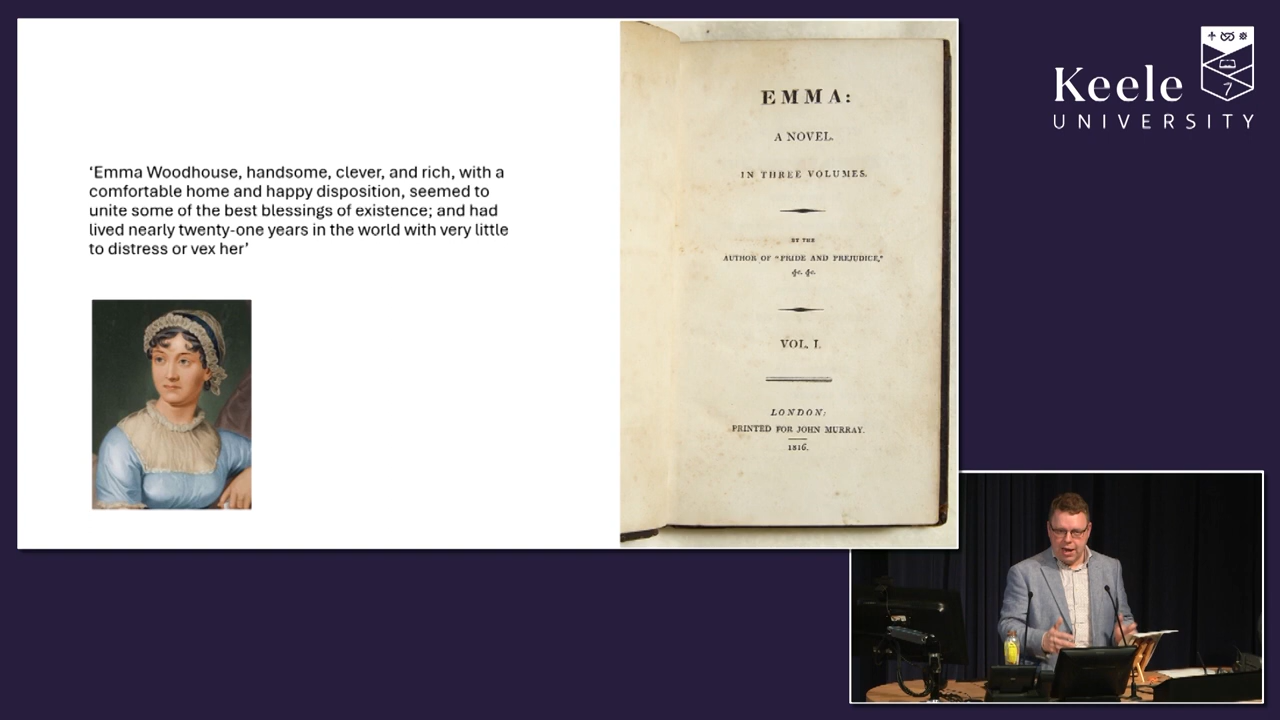 ‘Emma Woodhouse, handsome, clever, and rich, with a
comfortable home and happy disposition, seemed to
unite some of the best blessings of existence; and had
lived nearly twenty-one years in the world with very little
to distress or vex her’
EMMA:
A NOVEL.
IN THREE VOLUMES.
BY THE
AUTHOR OF “PRIDE AND PREJUDICE,”
&c. &c.
VOL. I.
LONDON:
PRINTED FOR JOHN MURRAY.
1816.
Keele
UNIVERSITY